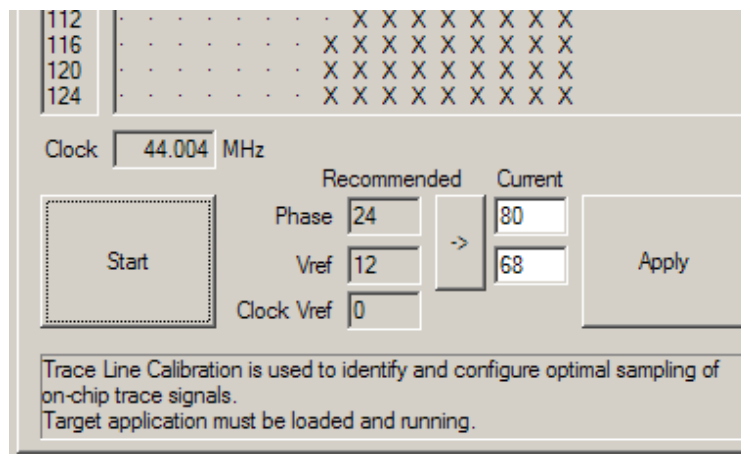 112 · · · · · · · · X X X X X X X X
116 · · · · · · · X X X X X X X X X
120 · · · · · · · X X X X X X X X X
124 · · · · · · · X X X X X X X X X
Clock 44.004 MHz
Recommended Current
Phase 24 80
Start -> Apply
Vref 12 68
Clock Vref 0
Trace Line Calibration is used to identify and configure optimal sampling of
on-chip trace signals.
Target application must be loaded and running.